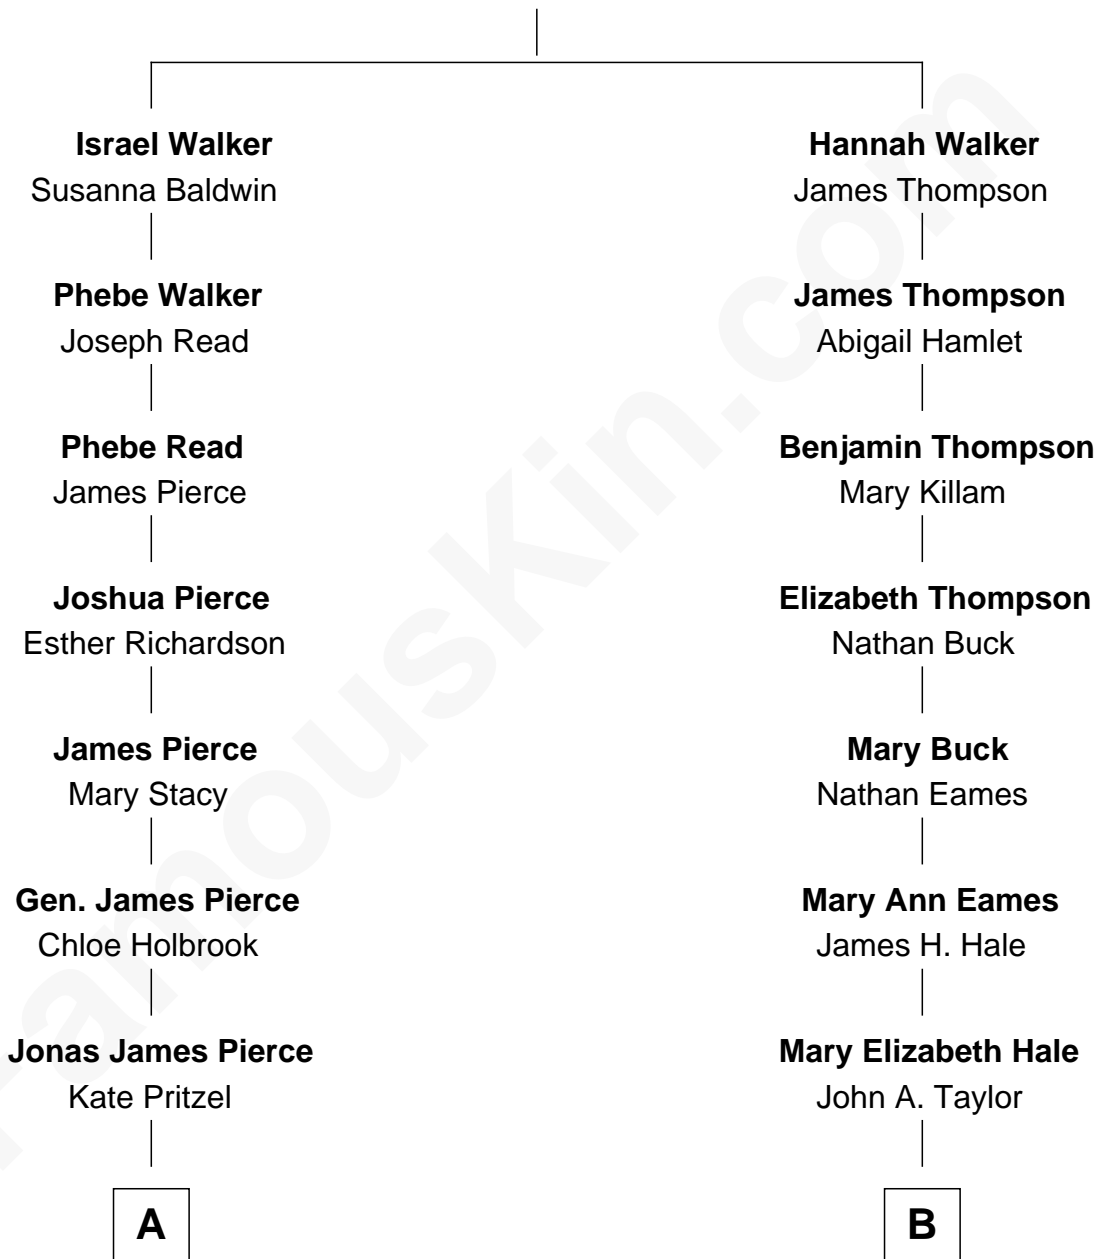 Israel Walker
Susanna Baldwin
Phebe Walker
Joseph Read
Phebe Read
James Pierce
Joshua Pierce
Esther Richardson
James Pierce
Mary Stacy
Gen. James Pierce
Chloe Holbrook
Jonas James Pierce
Kate Pritzel
A
Hannah Walker
James Thompson
James Thompson
Abigail Hamlet
Benjamin Thompson
Mary Killam
Elizabeth Thompson
Nathan Buck
Mary Buck
Nathan Eames
Mary Ann Eames
James H. Hale
Mary Elizabeth Hale
John A. Taylor
B
FamousKin.com